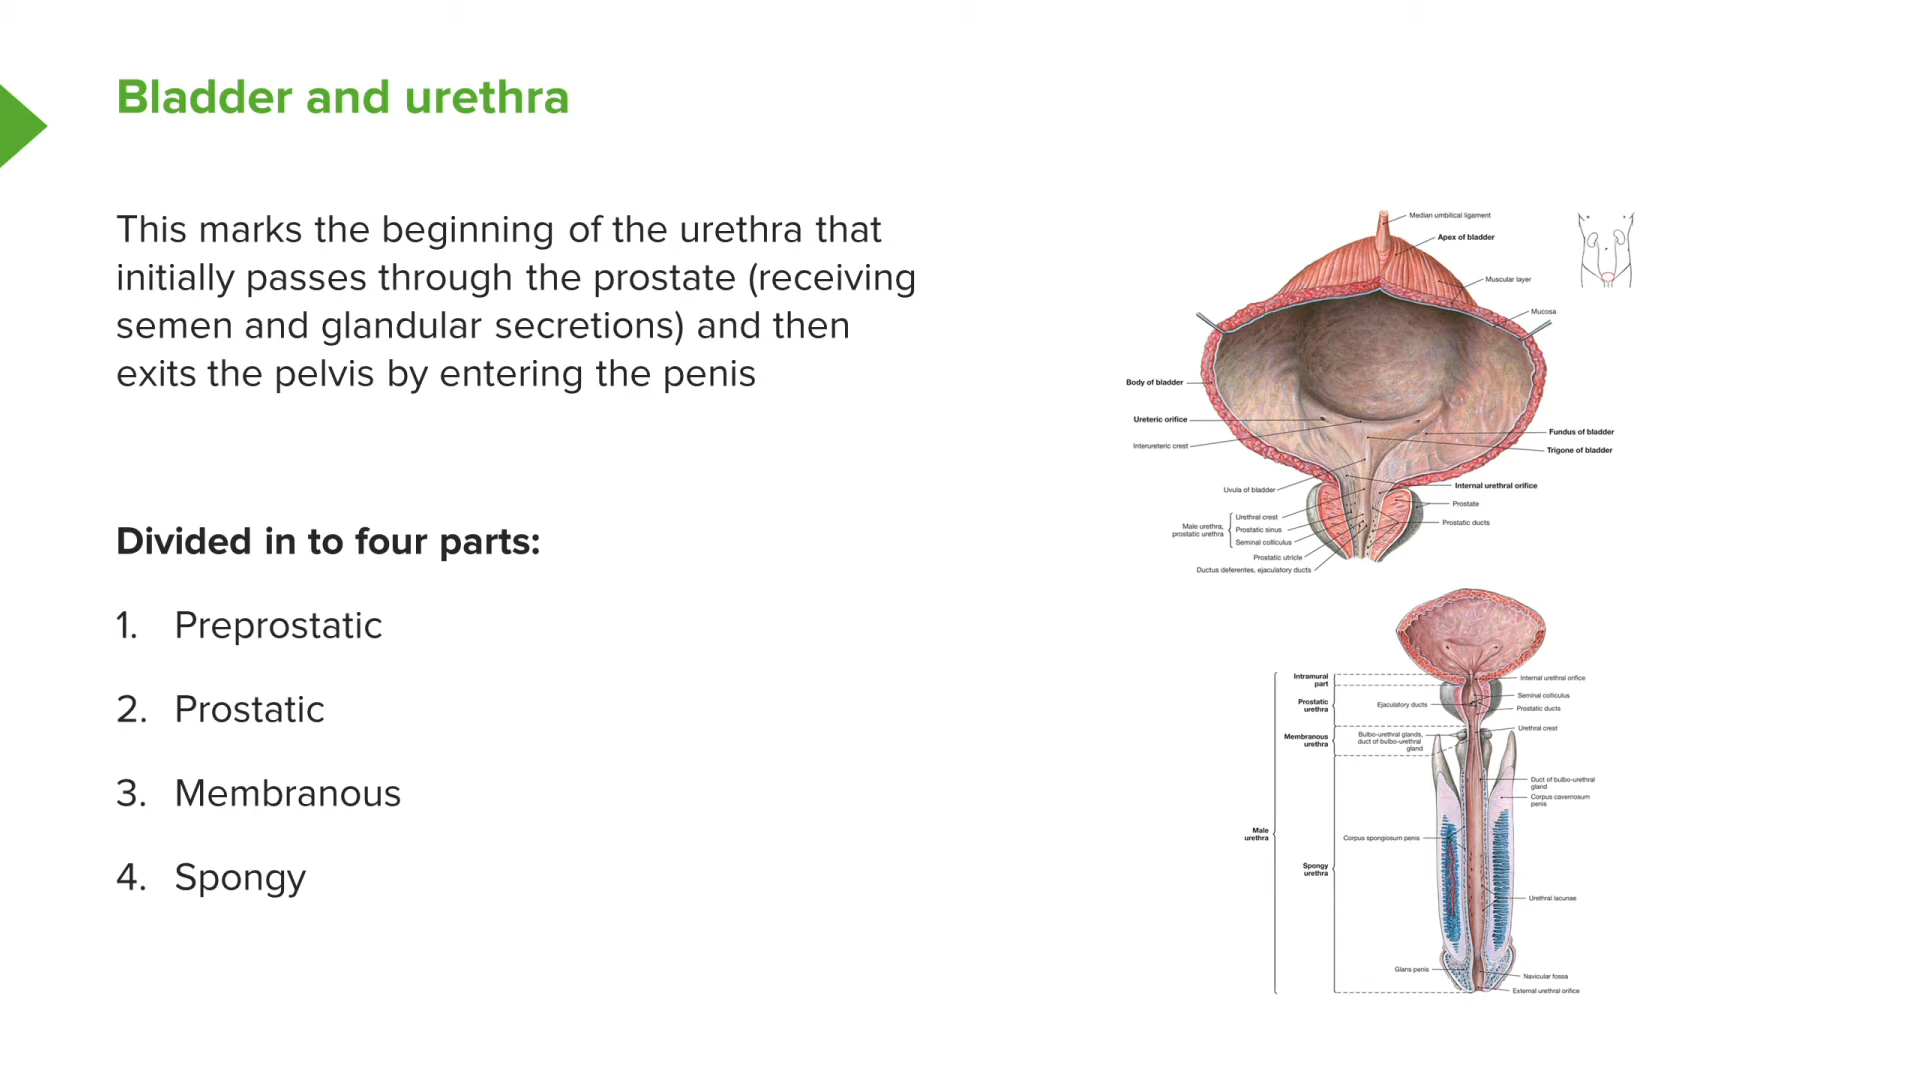 Bladder and urethra
This marks the beginning of the urethra that
initially passes through the prostate (receiving
semen and glandular secretions) and then
exits the pelvis by entering the penis
Divided in to four parts:
1. Preprostatic
2. Prostatic
3. Membranous
4. Spongy
Median umbilical ligament
Apex of bladder
Muscular layer
Mucosa
Body of bladder
Ureteric orifice
Interureteric crest
Fundus of bladder
Trigone of bladder
Uvula of bladder
Internal urethral orifice
Prostate
Prostatic ducts
Male urethra,
prostatic urethra
Urethral crest
Prostatic sinus
Seminal colliculus
Prostatic utricle
Ductus deferentes, ejaculatory ducts
Intramural
part
Prostatic
urethra
Membranous
urethra
Male
urethra
Spongy
urethra
Ejaculatory ducts
Bulbo-urethral glands,
duct of bulbo-urethral
gland
Corpus spongiosum penis
Glans penis
Internal urethral orifice
Seminal colliculus
Prostatic ducts
Urethral crest
Duct of bulbo-urethral
gland
Corpus cavernosum
penis
Urethral lacunae
Navicular fossa
External urethral orifice